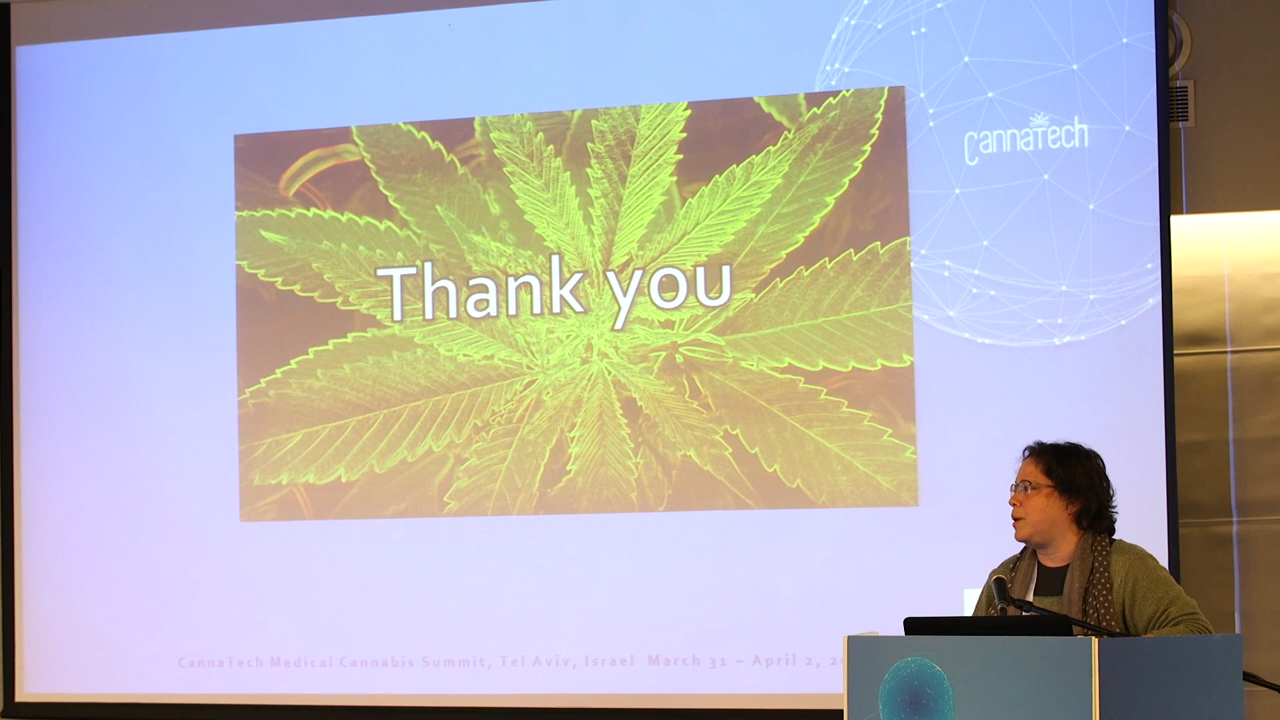 CannaTech
Thank you
CannaTech Medical Cannabis Summit, Tel Aviv, Israel March 31 – April 2,